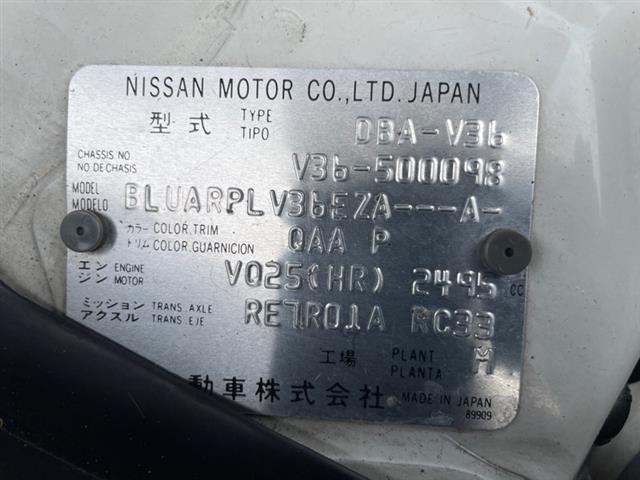 NISSAN MOTOR CO.,LTD. JAPAN
型式 TYPE TIPO DBA-V36
CHASSIS NO. NO. DE CHASIS V36-500098
MODEL MODELO BLUARPLV36EZA---A-
カラー COLOR,TRIM
トリム COLOR,GUARNICION QAA P
エンジン ENGINE MOTOR VQ25(HR) 2495 CC
ミッション TRANS. AXLE
アクスル TRANS. EJE RE7R01A RC33
工場 PLANT PLANTA M
動車株式会社 MADE IN JAPAN
89909